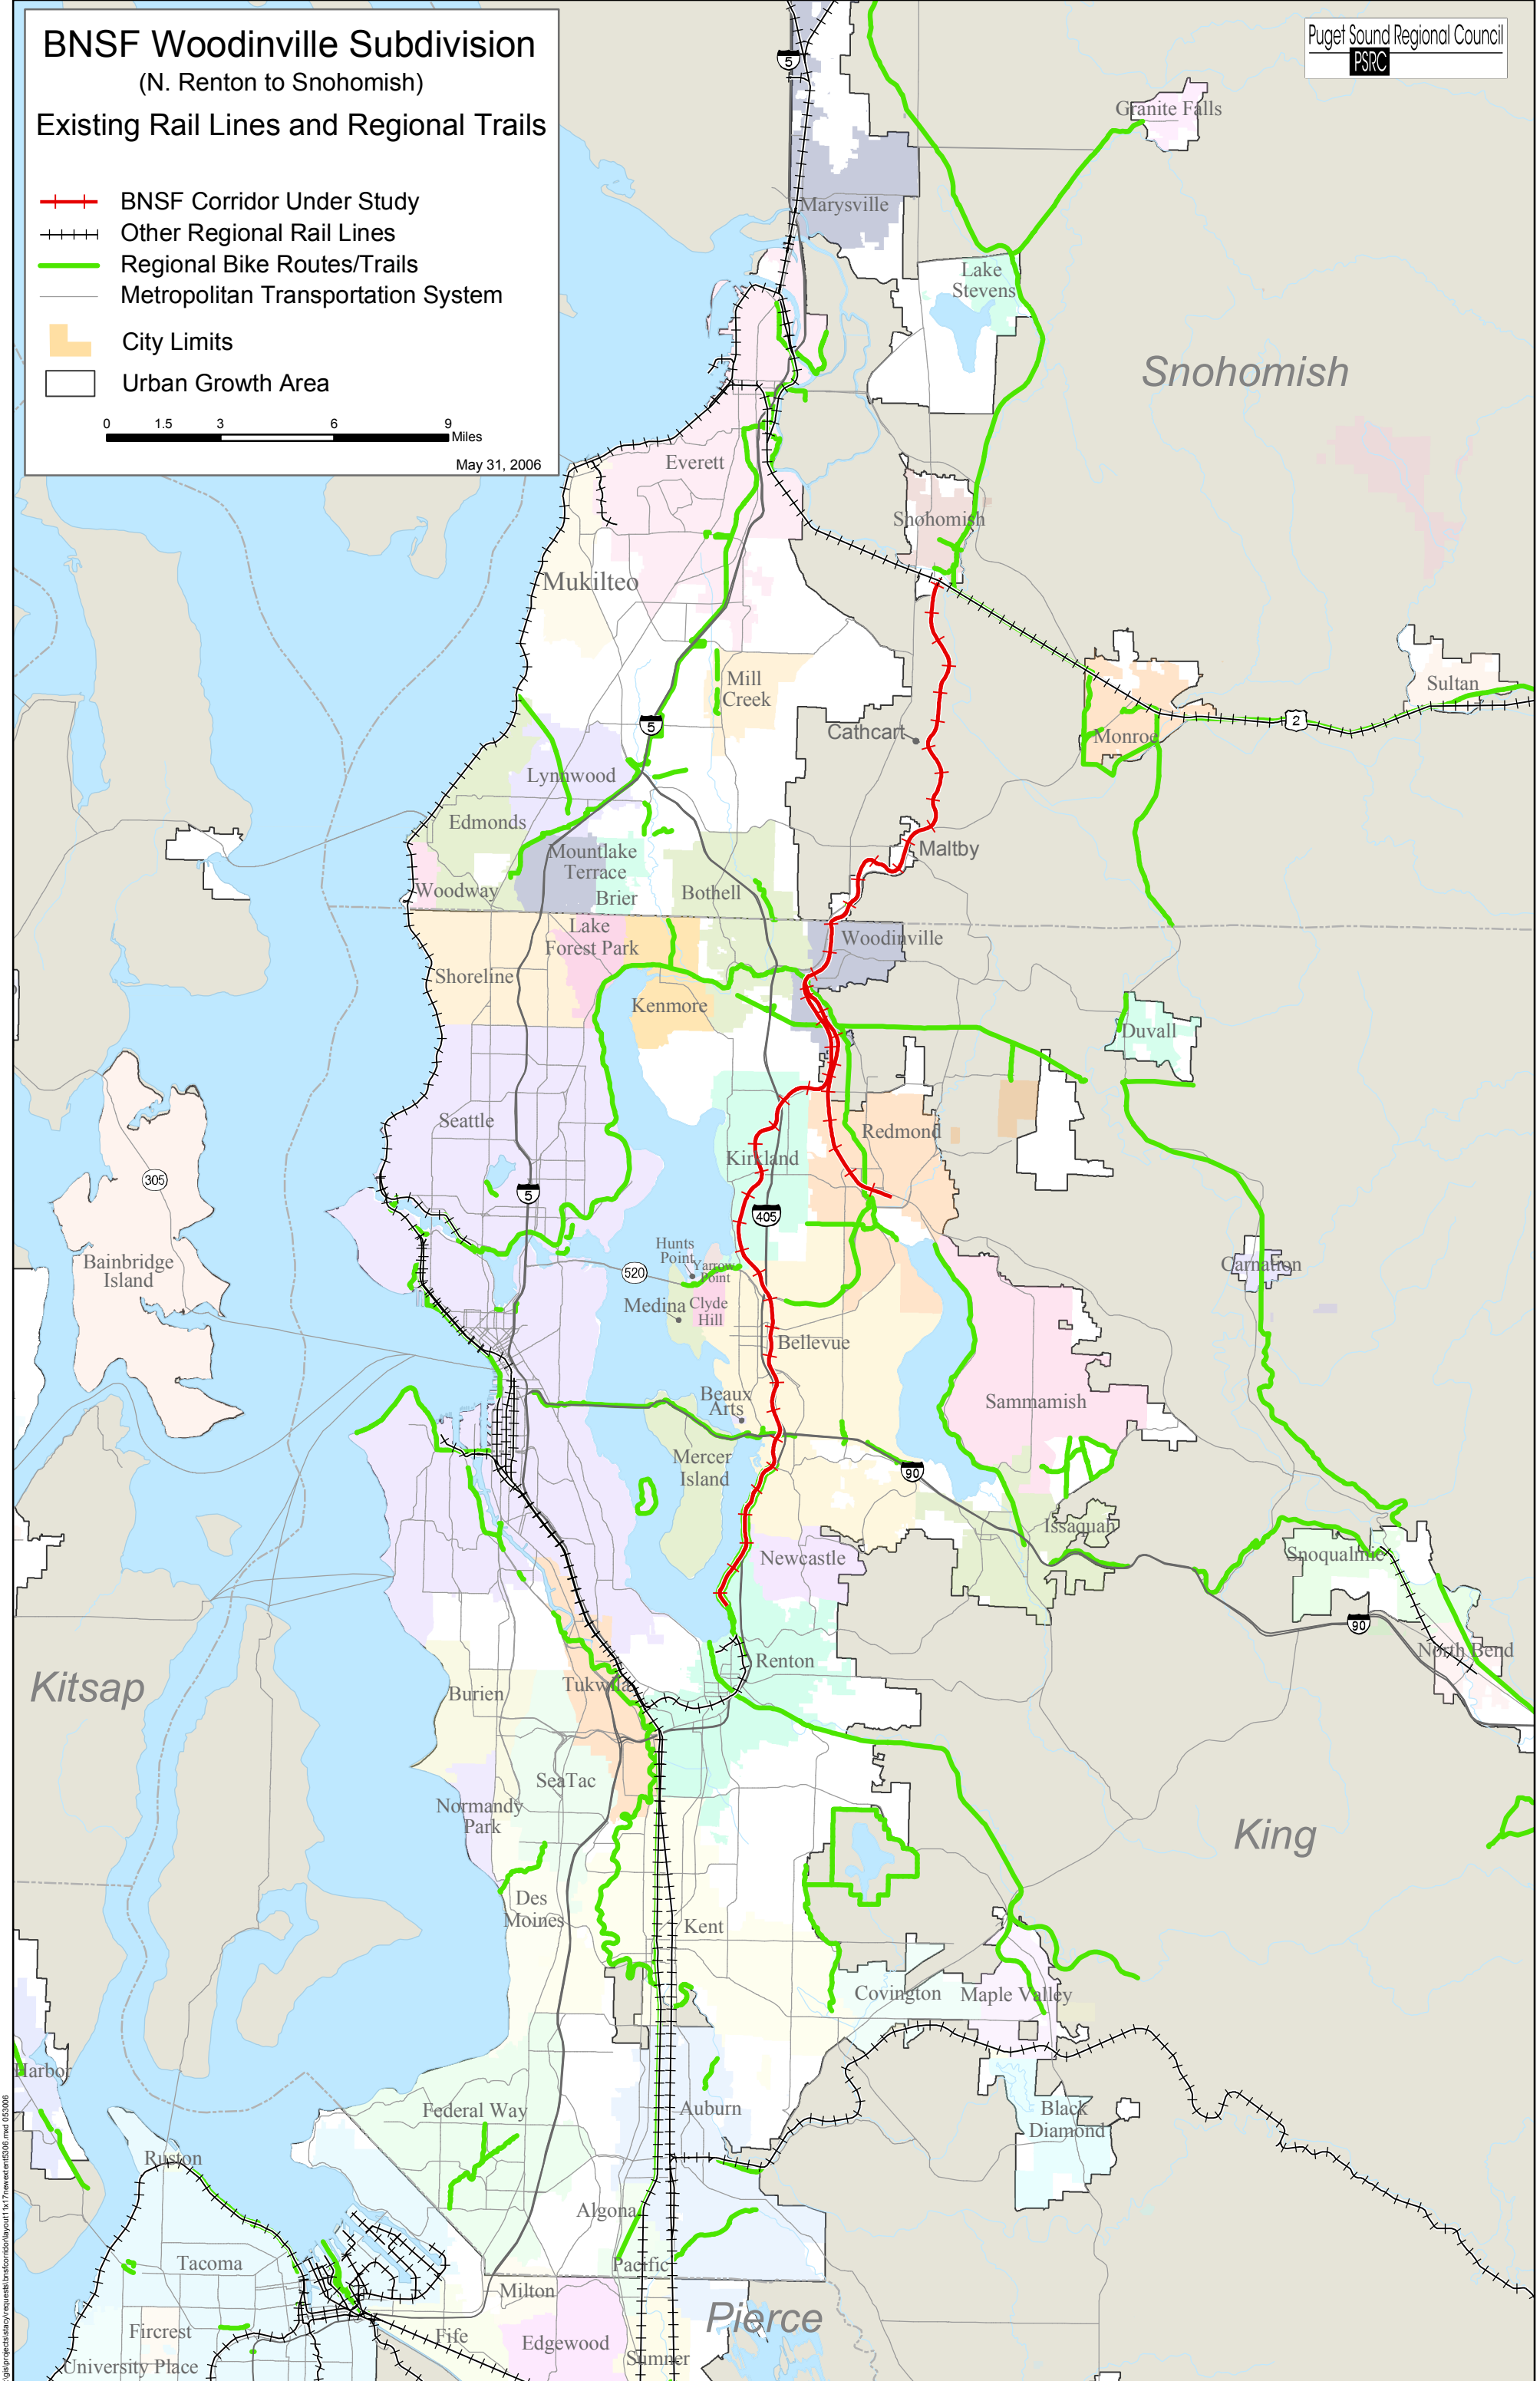 BNSF Woodinville Subdivision
(N. Renton to Snohomish)
Existing Rail Lines and Regional Trails
BNSF Corridor Under Study
Other Regional Rail Lines
Regional Bike Routes/Trails
Metropolitan Transportation System
City Limits
Urban Growth Area
0 1.5 3 6 9
Miles
May 31, 2006
Puget Sound Regional Council
PSRC
5
Granite Falls
Marysville
Lake
Stevens
Snohomish
Everett
Snohomish
Mukilteo
Mill
Creek
Sultan
5
2
Cathcart
Monroe
Lynnwood
Edmonds
Maltby
Mountlake
Terrace
Woodway
Brier
Bothell
Lake
Forest Park
Woodinville
Shoreline
Kenmore
Duvall
Seattle
Redmond
Kirkland
305
5
405
Bainbridge
Island
Hunts
Point
Yarrow
Point
520
Carnation
Medina
Clyde
Hill
Bellevue
Beaux
Arts
Sammamish
Mercer
Island
90
Issaquah
Newcastle
Snoqualmie
90
North Bend
Renton
Kitsap
Burien
Tukwila
SeaTac
Normandy
Park
King
Des
Moines
Kent
Covington
Maple Valley
Harbor
Federal Way
Auburn
Black
Diamond
Ruston
Algona
Tacoma
Pacific
Milton
Pierce
Fircrest
Fife
Edgewood
University Place
Sumner